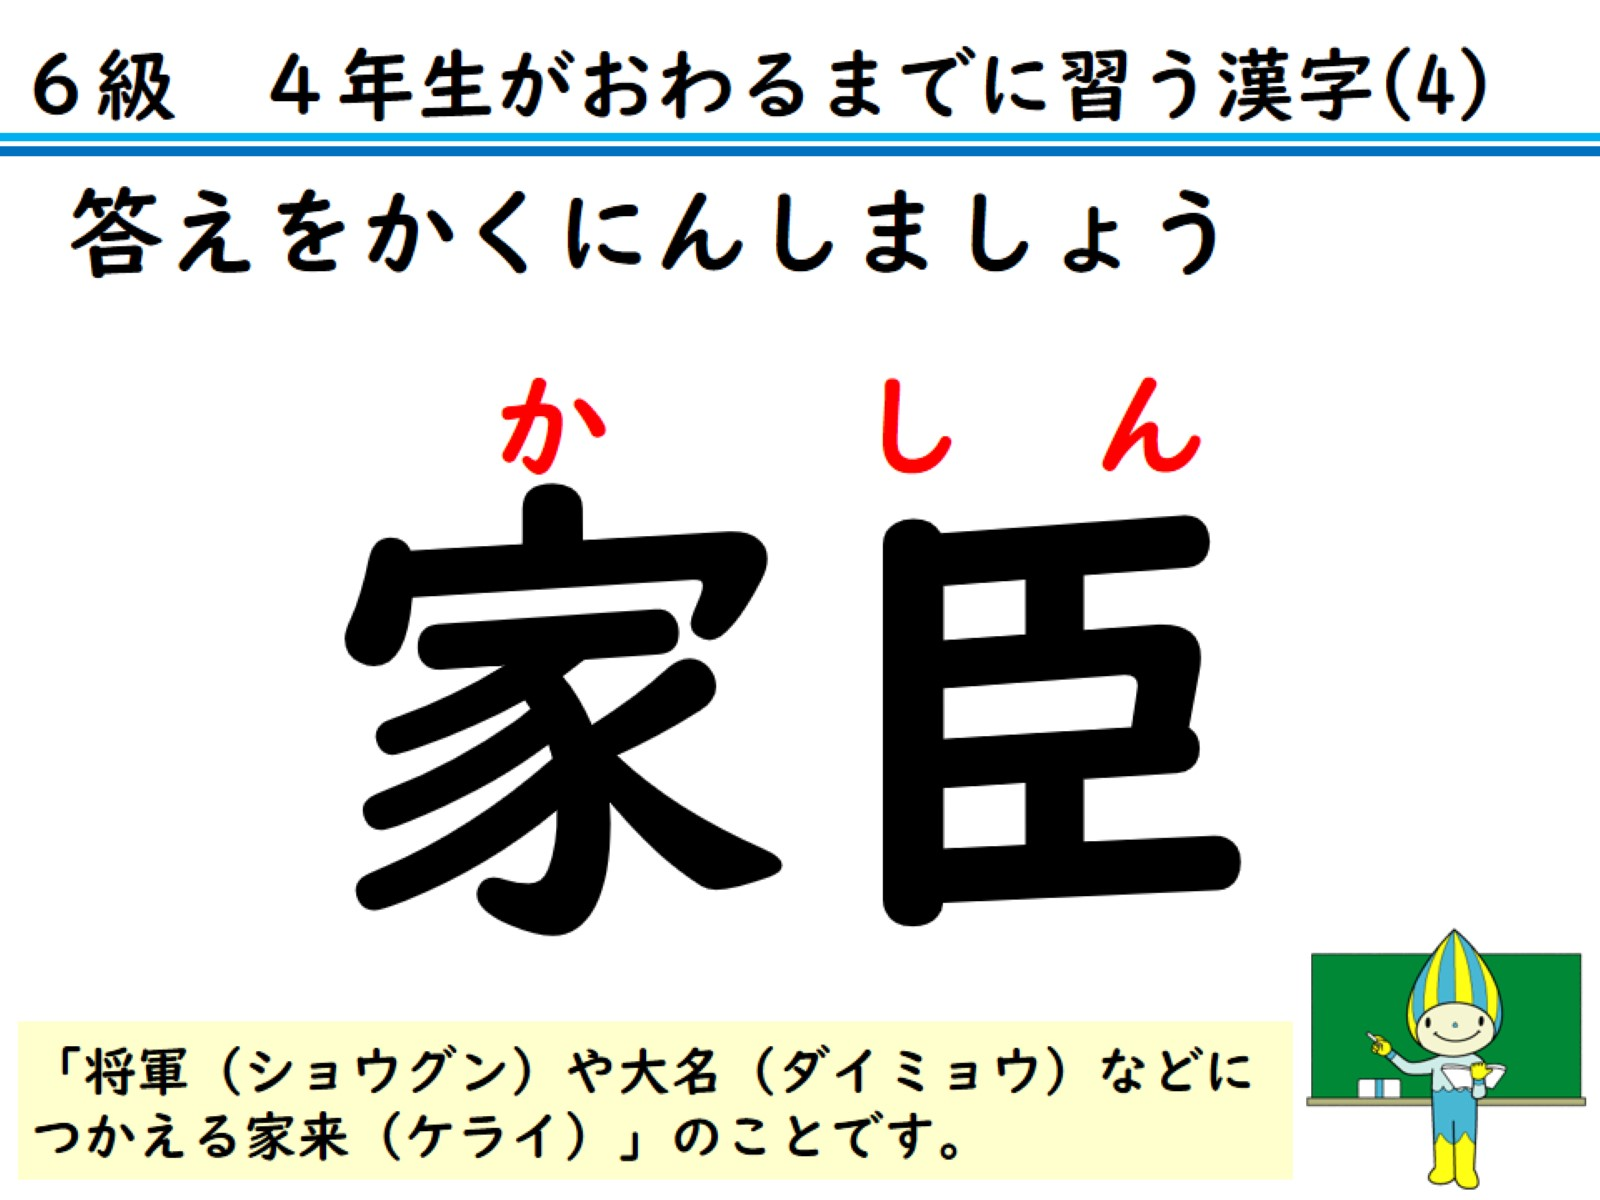 ６級　４年生がおわるまでに習う漢字(4)
答えをかくにんしましょう
か　しん
家臣
「将軍（ショウグン）や大名（ダイミョウ）などに
つかえる家来（ケライ）」のことです。